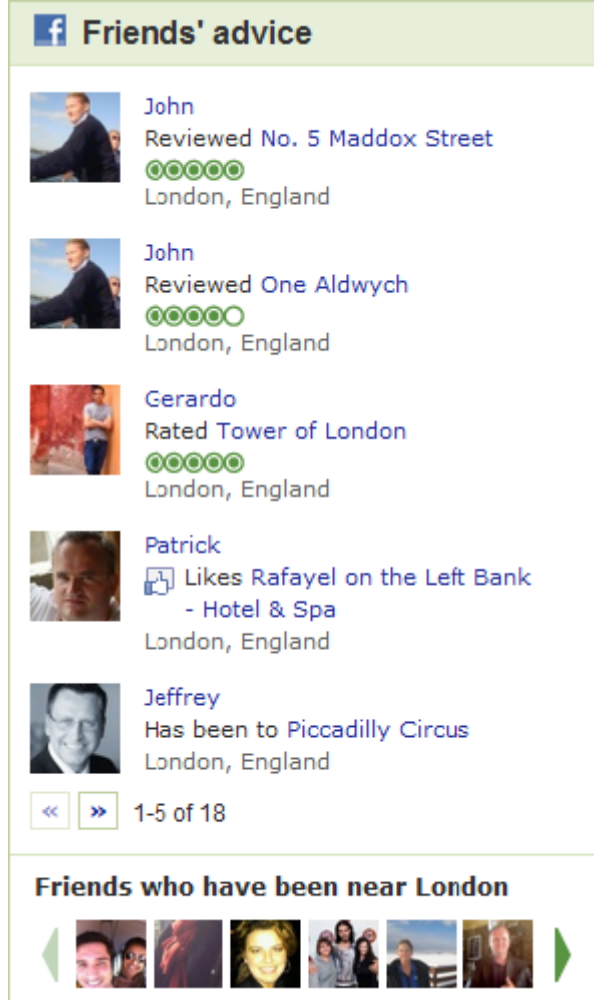 f Friends' advice
John
Reviewed No. 5 Maddox Street
London, England
John
Reviewed One Aldwych
London, England
Gerardo
Rated Tower of London
London, England
Patrick
Likes Rafayel on the Left Bank
- Hotel & Spa
London, England
Jeffrey
Has been to Piccadilly Circus
London, England
« » 1-5 of 18
Friends who have been near London